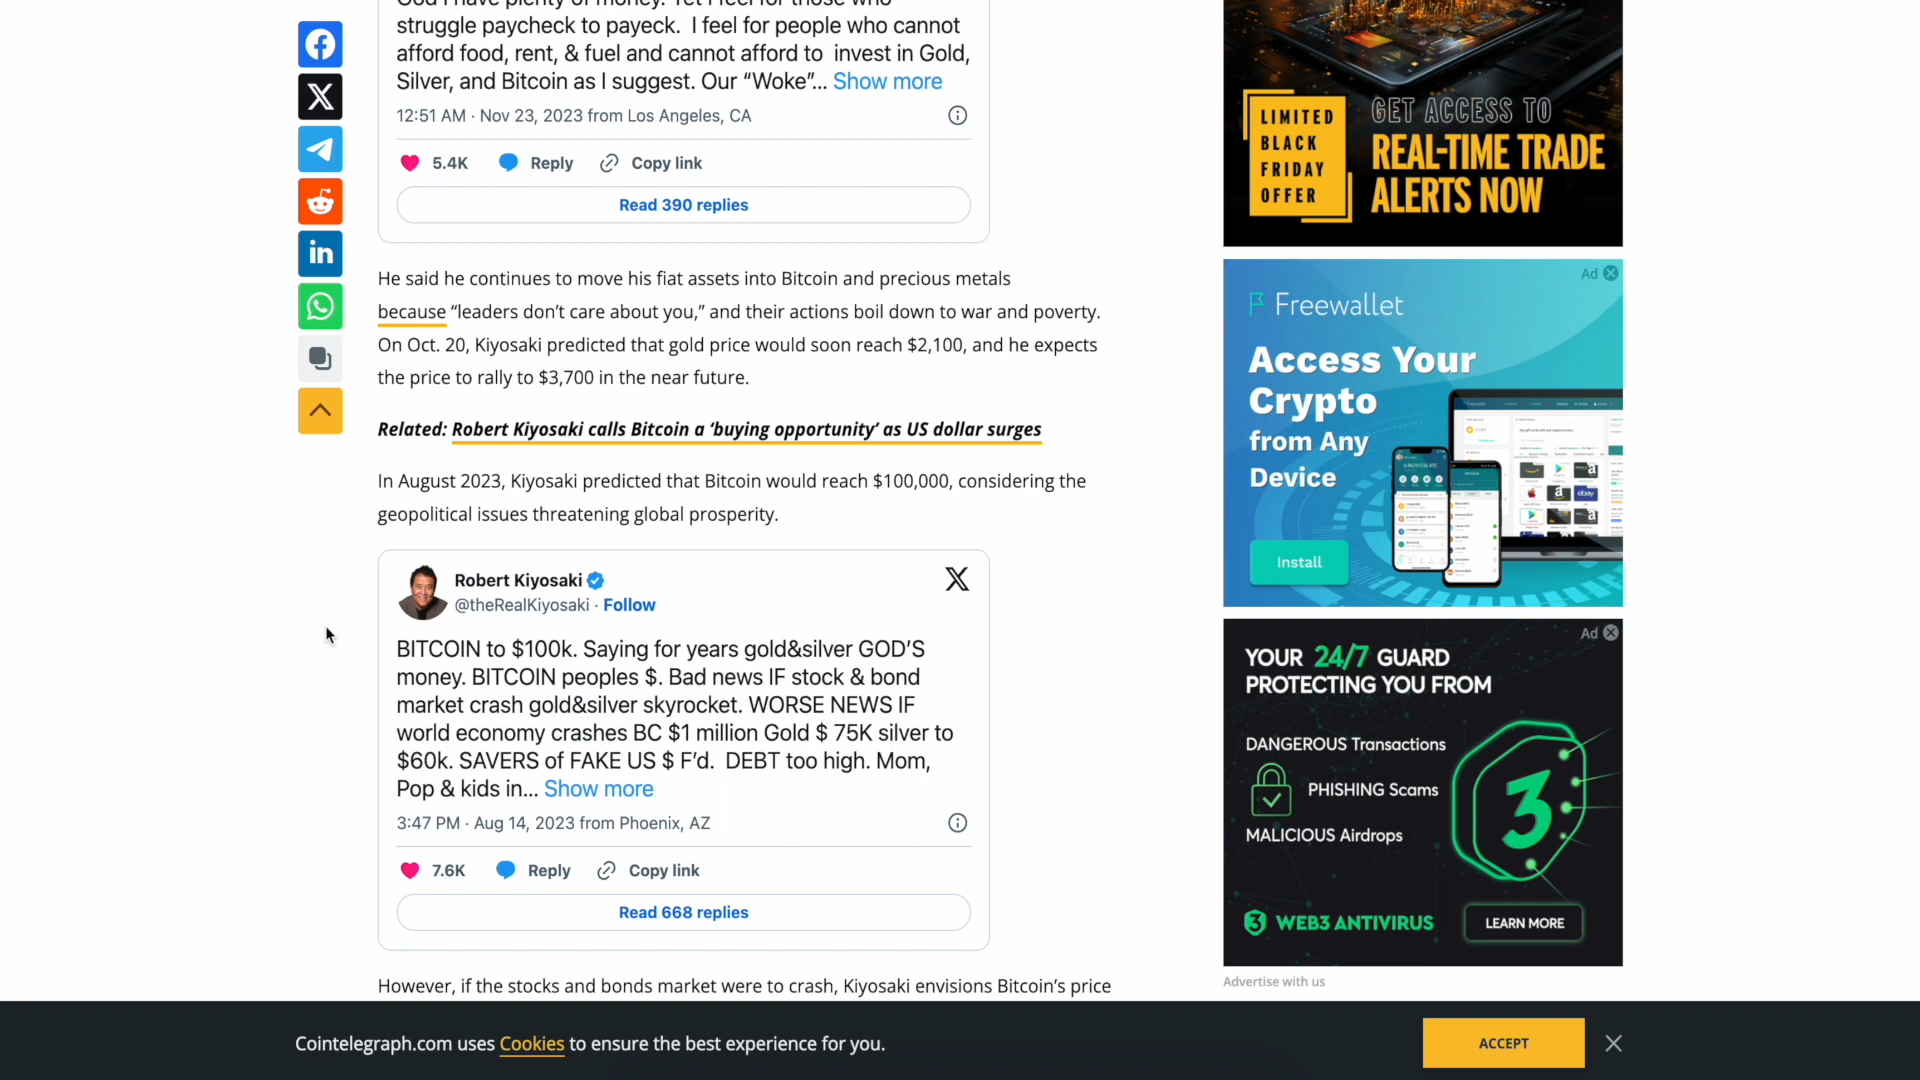 God I have plenty of money. Yet I feel for those who
struggle paycheck to payeck. I feel for people who cannot
afford food, rent, & fuel and cannot afford to invest in Gold,
Silver, and Bitcoin as I suggest. Our “Woke”... Show more
12:51 AM · Nov 23, 2023 from Los Angeles, CA
5.4K Reply Copy link
Read 390 replies
He said he continues to move his fiat assets into Bitcoin and precious metals
because “leaders don’t care about you,” and their actions boil down to war and poverty.
On Oct. 20, Kiyosaki predicted that gold price would soon reach $2,100, and he expects
the price to rally to $3,700 in the near future.
Related: Robert Kiyosaki calls Bitcoin a ‘buying opportunity’ as US dollar surges
In August 2023, Kiyosaki predicted that Bitcoin would reach $100,000, considering the
geopolitical issues threatening global prosperity.
Robert Kiyosaki
@theRealKiyosaki · Follow
BITCOIN to $100k. Saying for years gold&silver GOD’S
money. BITCOIN peoples $. Bad news IF stock & bond
market crash gold&silver skyrocket. WORSE NEWS IF
world economy crashes BC $1 million Gold $ 75K silver to
$60k. SAVERS of FAKE US $ F’d. DEBT too high. Mom,
Pop & kids in... Show more
3:47 PM · Aug 14, 2023 from Phoenix, AZ
7.6K Reply Copy link
Read 668 replies
However, if the stocks and bonds market were to crash, Kiyosaki envisions Bitcoin’s price
LIMITED
BLACK
FRIDAY
OFFER
GET ACCESS TO
REAL-TIME TRADE
ALERTS NOW
Ad
Freewallet
Access Your
Crypto
from Any
Device
Install
Ad
YOUR 24/7 GUARD
PROTECTING YOU FROM
DANGEROUS Transactions
PHISHING Scams
MALICIOUS Airdrops
3
WEB3 ANTIVIRUS
LEARN MORE
Advertise with us
Cointelegraph.com uses Cookies to ensure the best experience for you.
ACCEPT